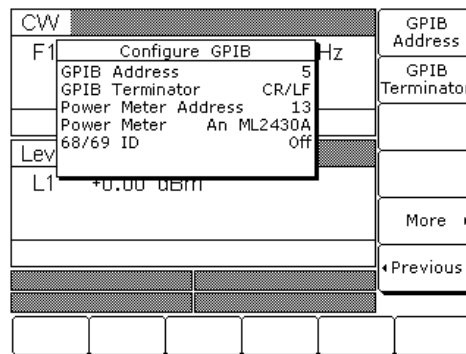 CW
F1
Hz
Configure GPIB
GPIB Address 5
GPIB Terminator CR/LF
Power Meter Address 13
Power Meter An ML2430A
68/69 ID Off
Lev
L1 +0.00 dBm
GPIB
Address
GPIB
Terminator
More
Previous